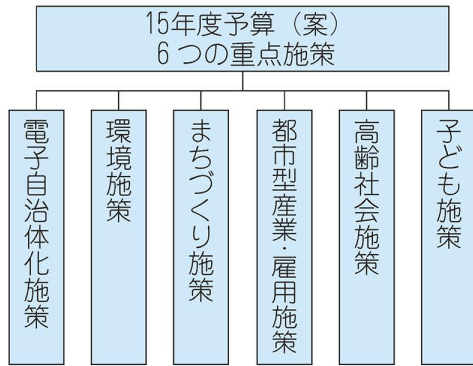 15年度予算（案）
6つの重点施策
子ども施策
高齢社会施策
都市型産業・雇用施策
まちづくり施策
環境施策
電子自治体化施策